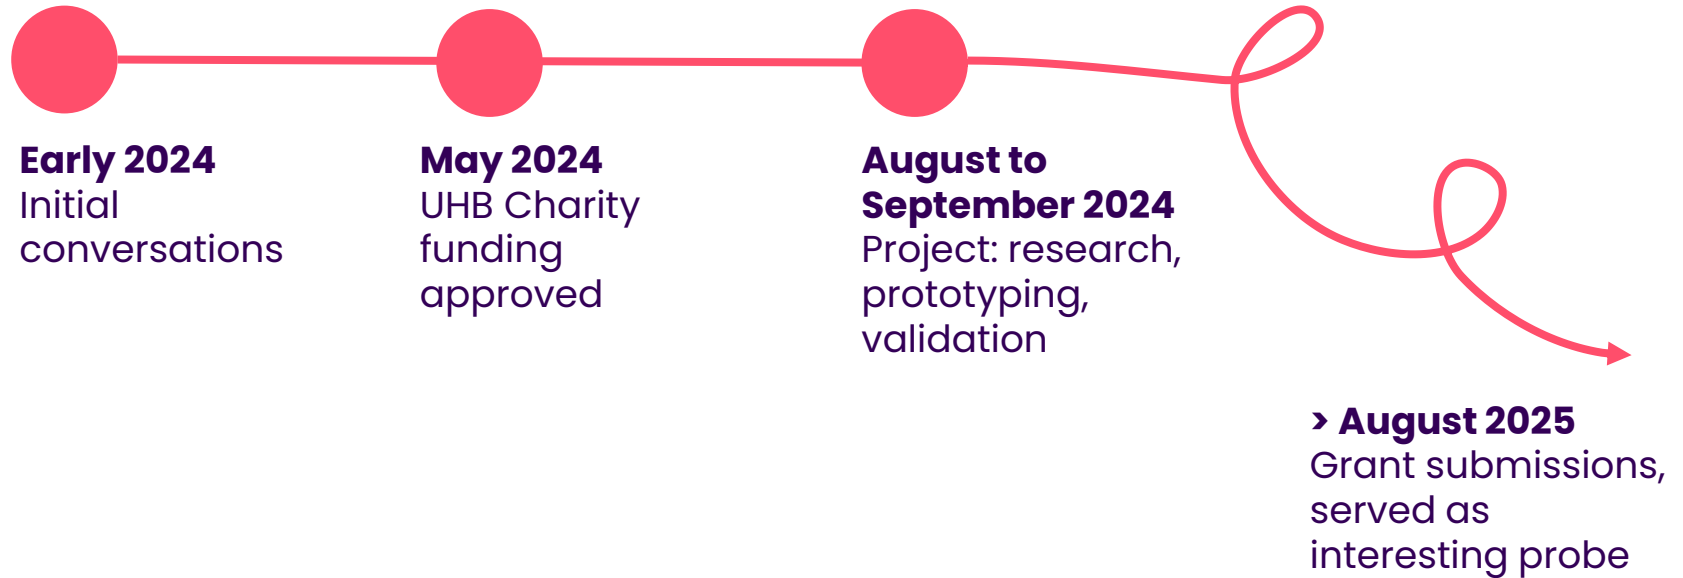 Early 2024
Initial
conversations
May 2024
UHB Charity
funding
approved
August to
September 2024
Project: research,
prototyping,
validation
> August 2025
Grant submissions,
served as
interesting probe